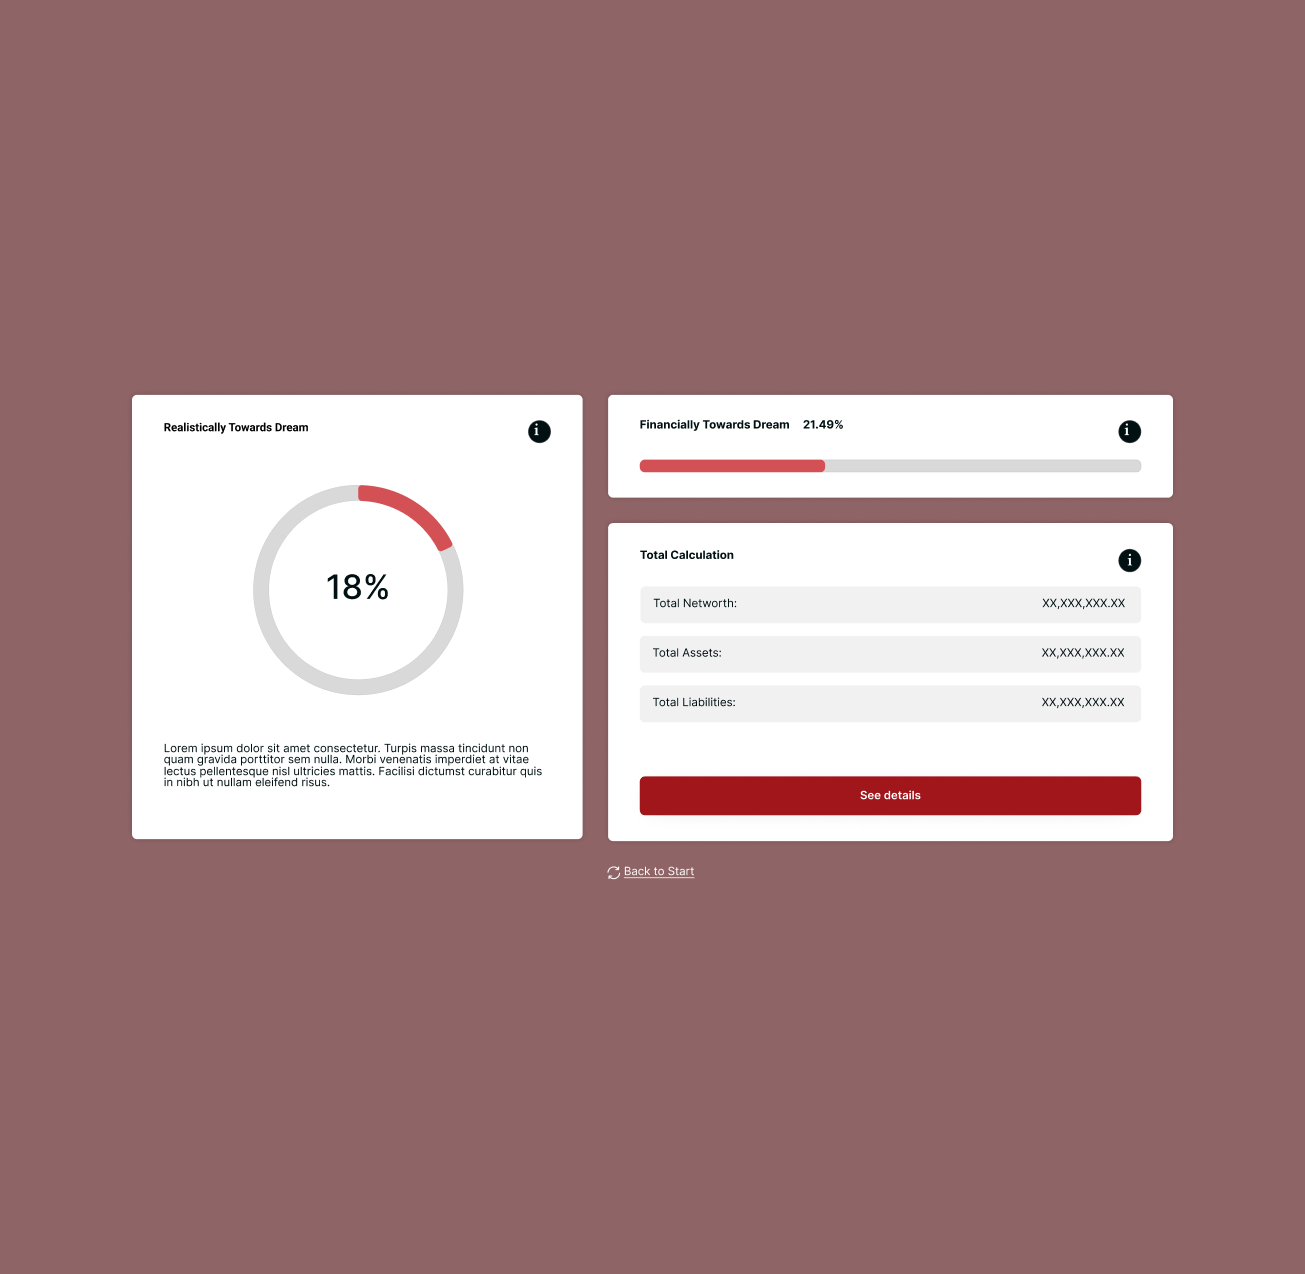 Realistically Towards Dream
i
18%
Lorem ipsum dolor sit amet consectetur. Turpis massa tincidunt non
quam gravida porttitor sem nulla. Morbi venenatis imperdiet at vitae
lectus pellentesque nisl ultricies mattis. Facilisi dictumst curabitur quis
in nibh ut nullam eleifend risus.
Financially Towards Dream 21.49%
i
Total Calculation
i
Total Networth: XX,XXX,XXX.XX
Total Assets: XX,XXX,XXX.XX
Total Liabilities: XX,XXX,XXX.XX
See details
Back to Start